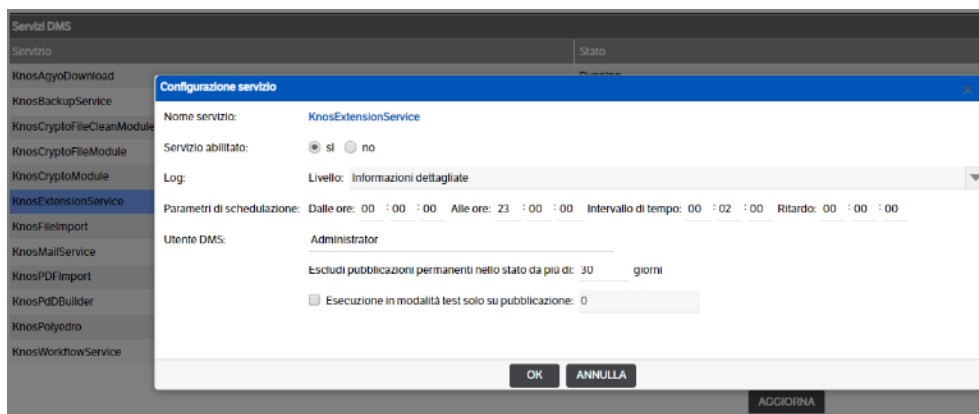 Servizi DMS
Servizio Stato
KnosAgyoDownload Running
Configurazione servizio
KnosBackupService
Nome servizio: KnosExtensionService
KnosCryptoFileCleanModule
Servizio abilitato: si no
KnosCryptoFileModule
KnosCryptoModule
Log: Livello: Informazioni dettagliate
KnosExtensionService
Parametri di schedulazione: Dalle ore: 00 : 00 : 00 Alle ore: 23 : 00 : 00 Intervallo di tempo: 00 : 02 : 00 Ritardo: 00 : 00 : 00
KnosFileImport
Utente DMS: Administrator
KnosMailService
Escludi pubblicazioni permanenti nello stato da più di: 30 giorni
KnosPDFImport
Esecuzione in modalità test solo su pubblicazione: 0
KnosPdDBuilder
KnosPolyedro
KnosWorkflowService
OK ANNULLA
AGGIORNA